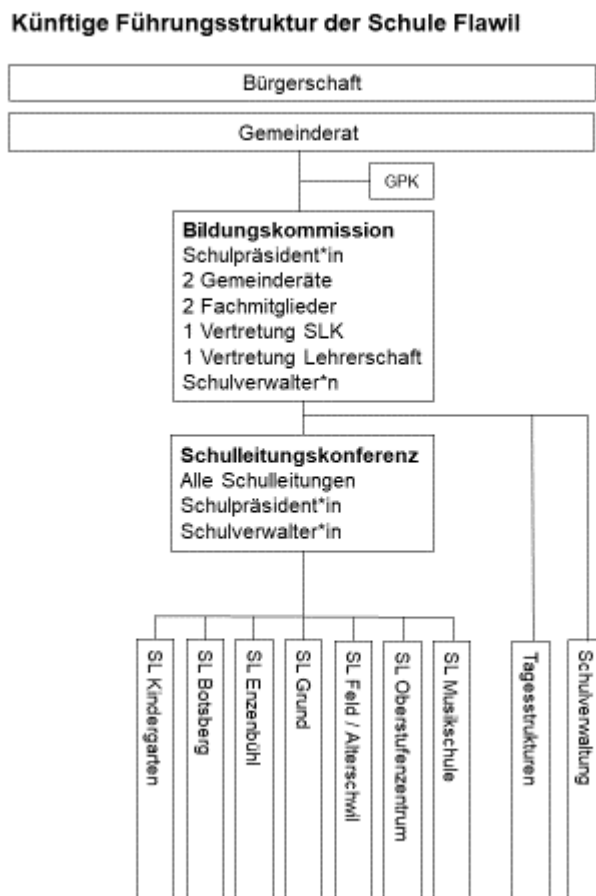 Künftige Führungsstruktur der Schule Flawil
Bürgerschaft
Gemeinderat
GPK
Bildungskommission
Schulpräsident*in
2 Gemeinderäte
2 Fachmitglieder
1 Vertretung SLK
1 Vertretung Lehrerschaft
Schulverwalter*n
Schulleitungskonferenz
Alle Schulleitungen
Schulpräsident*in
Schulverwalter*in
SL Kindergarten
SL Botsberg
SL Enzenbühl
SL Grund
SL Feld / Alterschwil
SL Oberstufenzentrum
SL Musikschule
Tagesstrukturen
Schulverwaltung